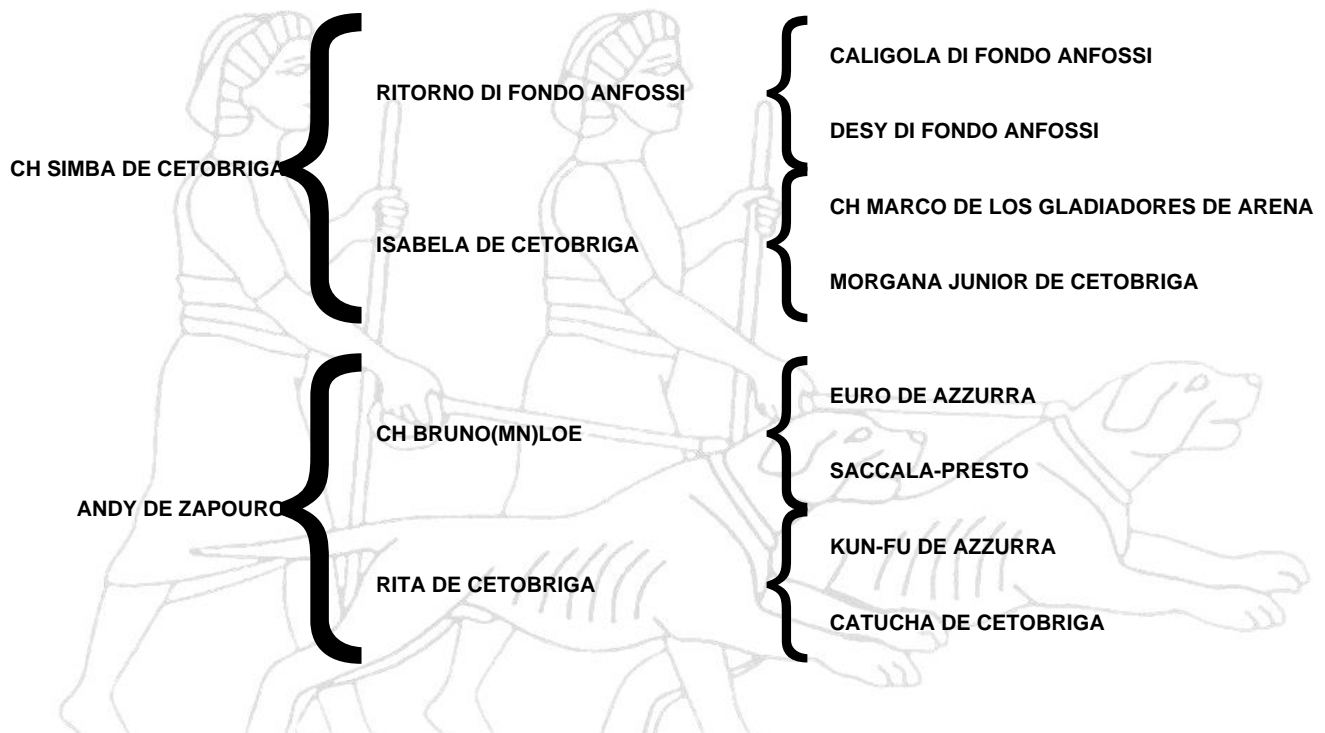 CALIGOLA DI FONDO ANFOSSI
RITORNO DI FONDO ANFOSSI
DESY DI FONDO ANFOSSI
CH SIMBA DE CETOBRIGA
CH MARCO DE LOS GLADIADORES DE ARENA
ISABELA DE CETOBRIGA
MORGANA JUNIOR DE CETOBRIGA
EURO DE AZZURRA
CH BRUNO(MN)LOE
SACCALA-PRESTO
ANDY DE ZAPOURO
KUN-FU DE AZZURRA
RITA DE CETOBRIGA
CATUCHA DE CETOBRIGA